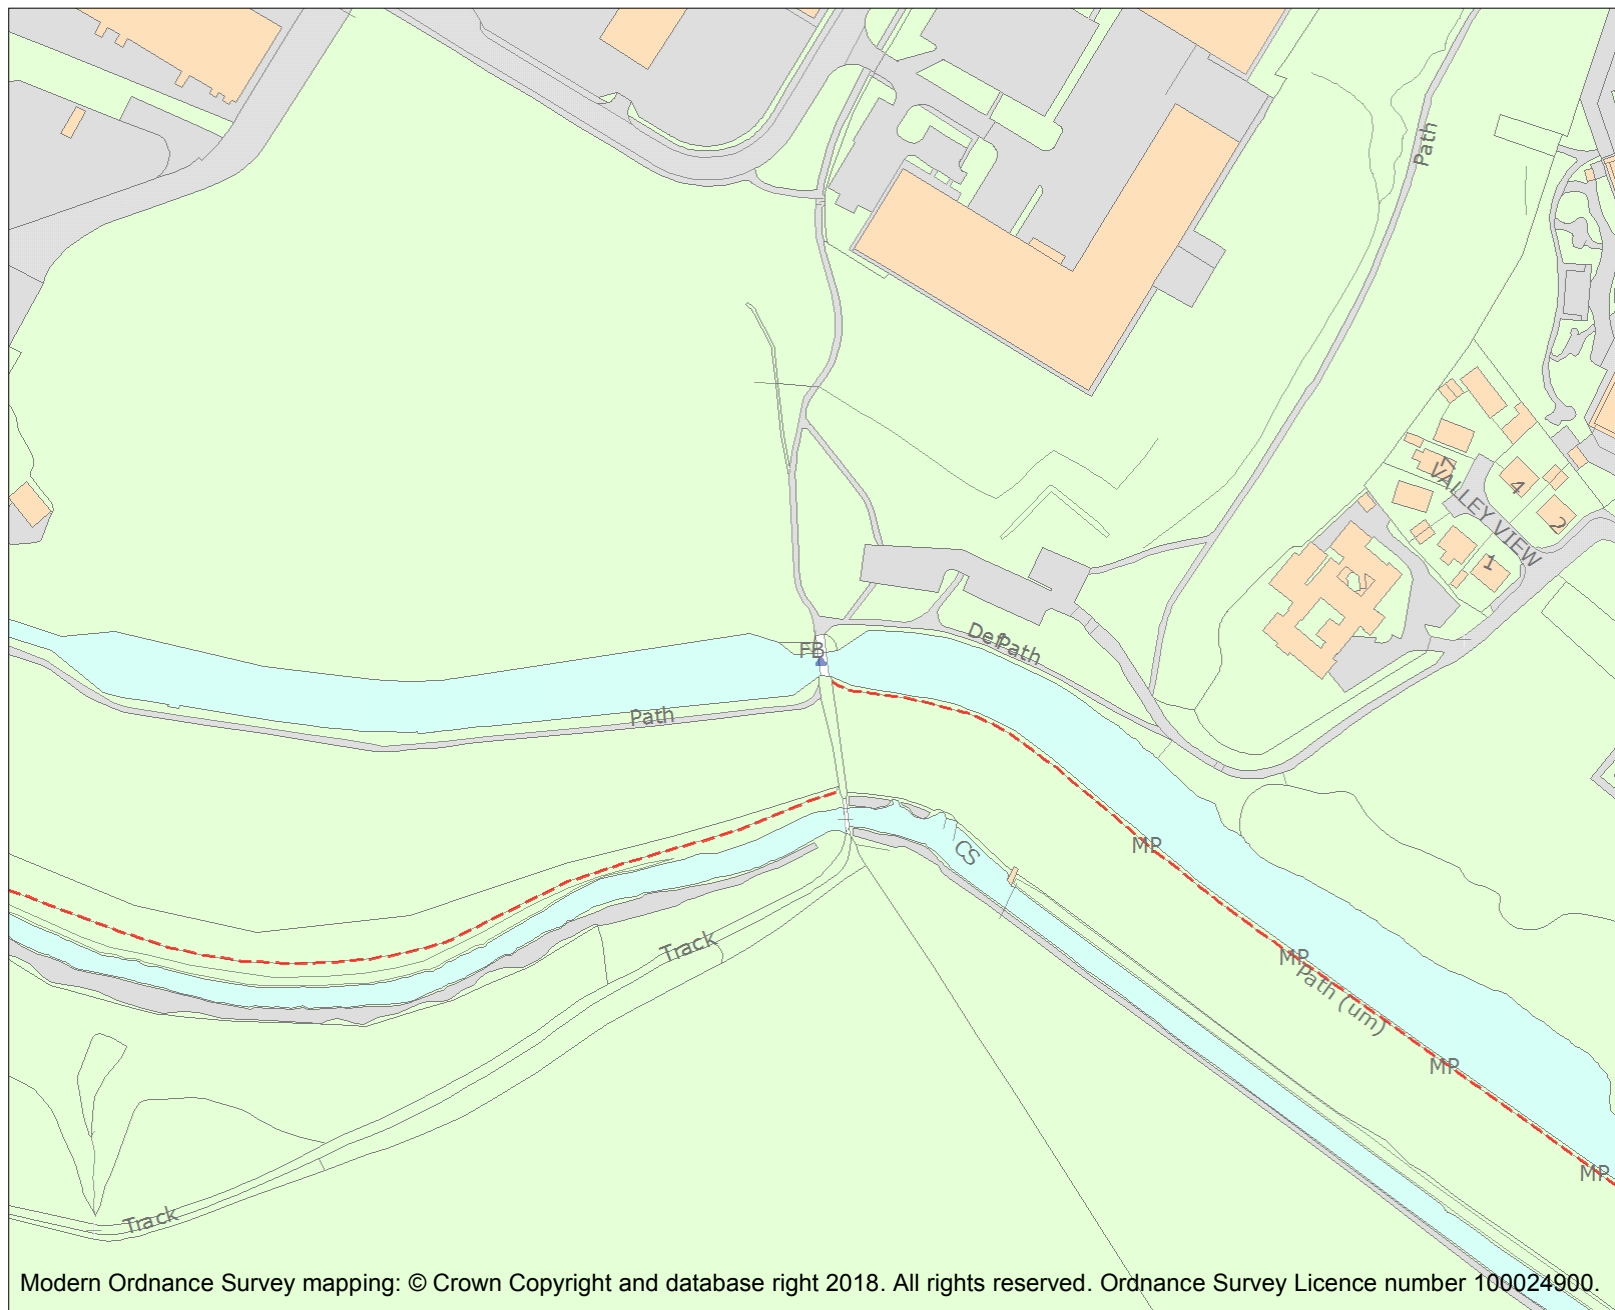 Path
7
VALLEY VIEW
4
2
1
Def
Path
FB
Path
MP
CS
Track
MP
Path (um)
MP
MP
Track
Modern Ordnance Survey mapping: © Crown Copyright and database right 2018. All rights reserved. Ordnance Survey Licence number 100024900.